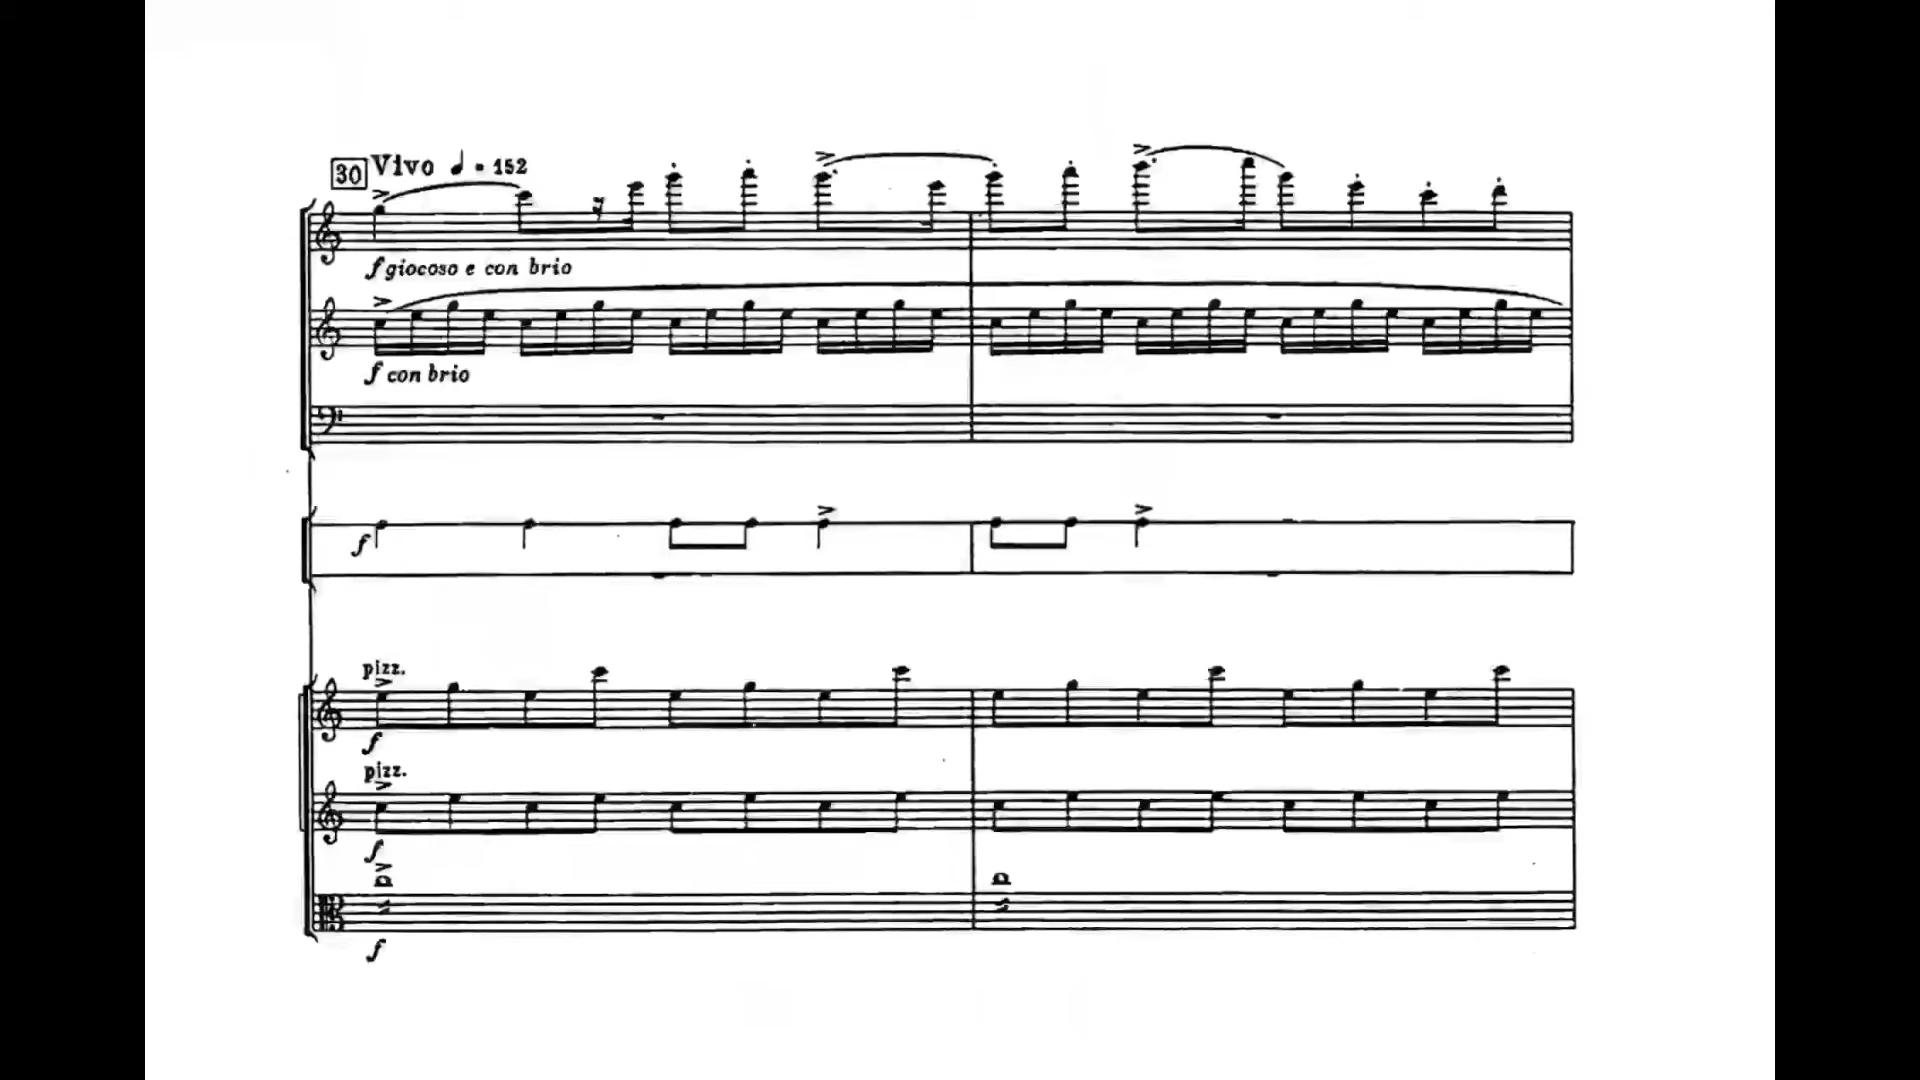 30 Vivo ♩ = 152
f giocoso e con brio
f con brio
f
pizz.
f
pizz.
f
f